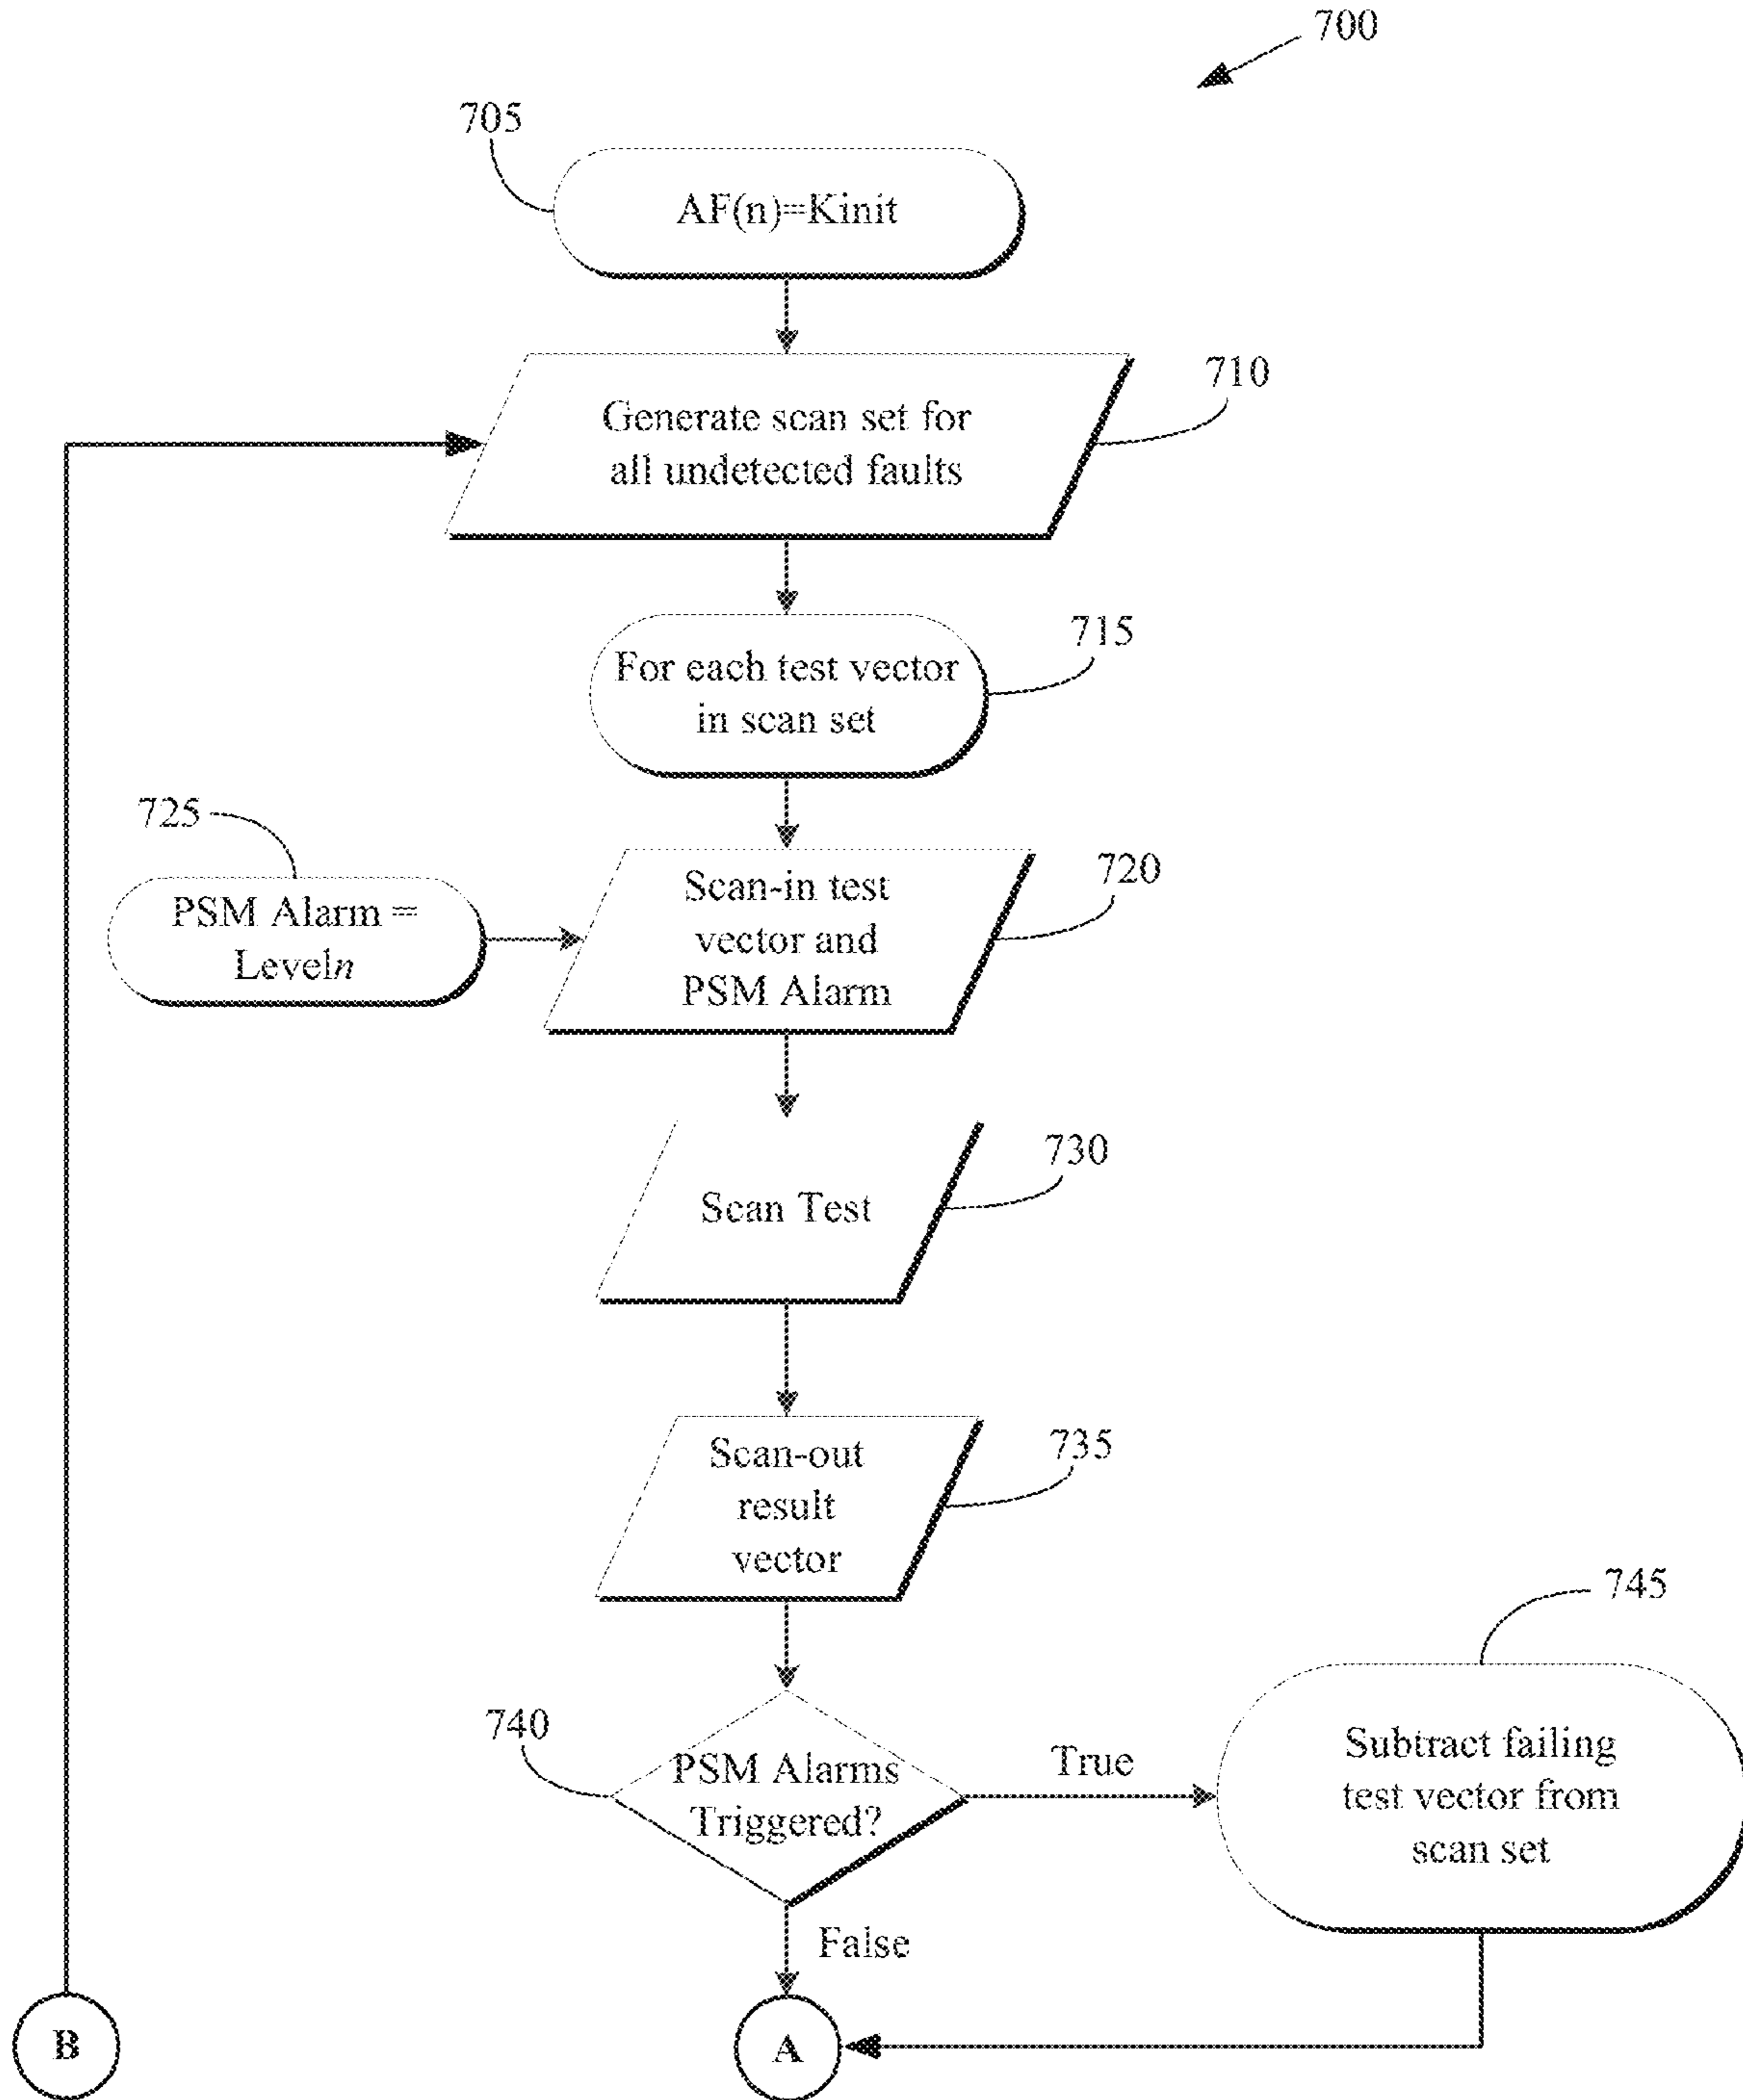 700
705
AF(n)=Kinit
710
Generate scan set for
all undetected faults
715
For each test vector
in scan set
725
PSM Alarm =
Leveln
720
Scan-in test
vector and
PSM Alarm
730
Scan Test
735
Scan-out
result
vector
745
740
PSM Alarms
Triggered?
True
Subtract failing
test vector from
scan set
False
B
A